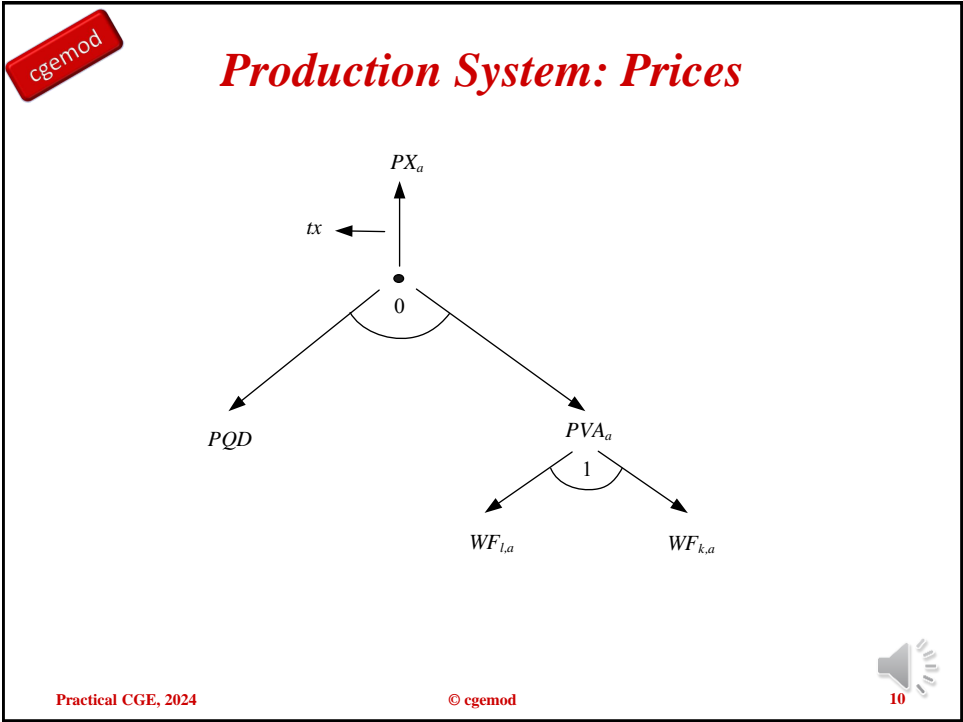 cgemod
Production System: Prices
PXₐ
tx
0
PQD
PVAₐ
1
WFₗ,ₐ
WFₖ,ₐ
Practical CGE, 2024
© cgemod
10